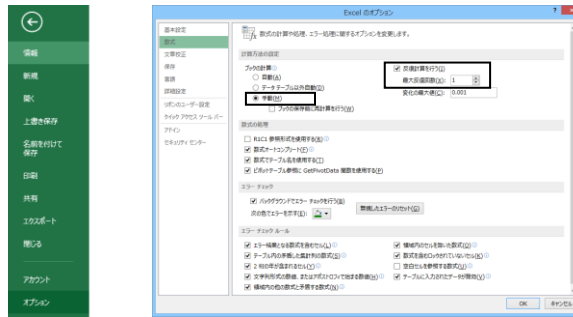 情報
新規
開く
上書き保存
名前を付けて
保存
印刷
共有
エクスポート
閉じる
アカウント
オプション
Excel のオプション
? ×
基本設定
数式
文章校正
保存
言語
詳細設定
リボンのユーザー設定
クイック アクセス ツール バー
アドイン
セキュリティ センター
数式の計算や処理、エラー処理に関するオプションを変更します。
計算方法の設定
ブックの計算
自動(A)
データ テーブル以外自動(D)
手動(M)
ブックの保存前に再計算を行う(W)
反復計算を行う(I)
最大反復回数(X): 1
変化の最大値(C): 0.001
数式の処理
R1C1 参照形式を使用する(R)
数式オートコンプリート(F)
数式でテーブル名を使用する(T)
ピボットテーブル参照に GetPivotData 関数を使用する(P)
エラー チェック
バックグラウンドでエラー チェックを行う(B)
次の色でエラーを示す(E):
無視したエラーのリセット(G)
エラー チェック ルール
エラー結果となる数式を含むセル(L)
テーブル内の矛盾した集計列の数式(S)
2 桁の年が含まれるセル(Y)
文字列形式の数値、またはアポストロフィで始まる数値(H)
領域内の他の数式と矛盾する数式(N)
領域内のセルを除いた数式(O)
数式を含むロックされていないセル(K)
空白セルを参照する数式(U)
テーブルに入力されたデータが無効(V)
OK
キャンセル